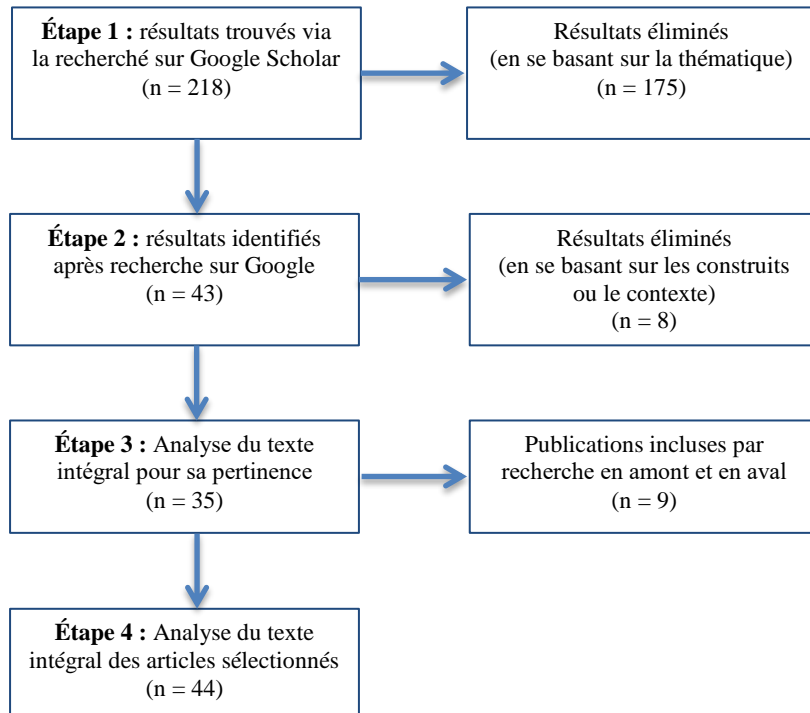 Étape 1 : résultats trouvés via
la recherché sur Google Scholar
(n = 218)
Résultats éliminés
(en se basant sur la thématique)
(n = 175)
Étape 2 : résultats identifiés
après recherche sur Google
(n = 43)
Résultats éliminés
(en se basant sur les construits
ou le contexte)
(n = 8)
Étape 3 : Analyse du texte
intégral pour sa pertinence
(n = 35)
Publications incluses par
recherche en amont et en aval
(n = 9)
Étape 4 : Analyse du texte
intégral des articles sélectionnés
(n = 44)